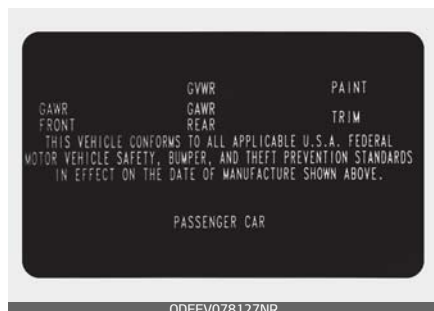 GVWR PAINT
GAWR GAWR TRIM
FRONT REAR
THIS VEHICLE CONFORMS TO ALL APPLICABLE U.S.A. FEDERAL
MOTOR VEHICLE SAFETY, BUMPER, AND THEFT PREVENTION STANDARDS
IN EFFECT ON THE DATE OF MANUFACTURE SHOWN ABOVE.
PASSENGER CAR
ODEEV078127NR